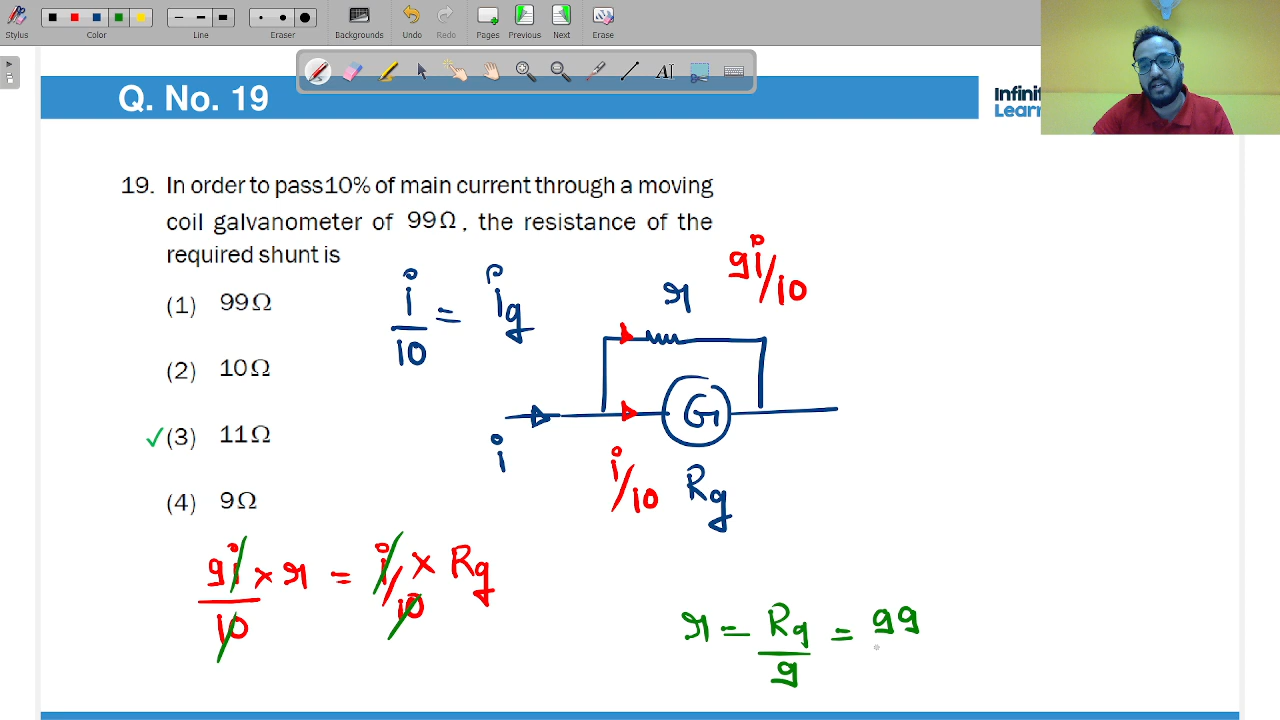 Stylus
Color
Line
Eraser
Backgrounds
Undo
Redo
Pages
Previous
Next
Erase
Q. No. 19
Infinit
Learn
19. In order to pass10% of main current through a moving
coil galvanometer of 99Ω, the resistance of the
required shunt is
(1) 99Ω
(2) 10Ω
✓(3) 11Ω
(4) 9Ω
i/10 = ig
r
9i/10
G
i
i/10
Rg
9i/10 × r = i/10 × Rg
r = Rg/9 = 99